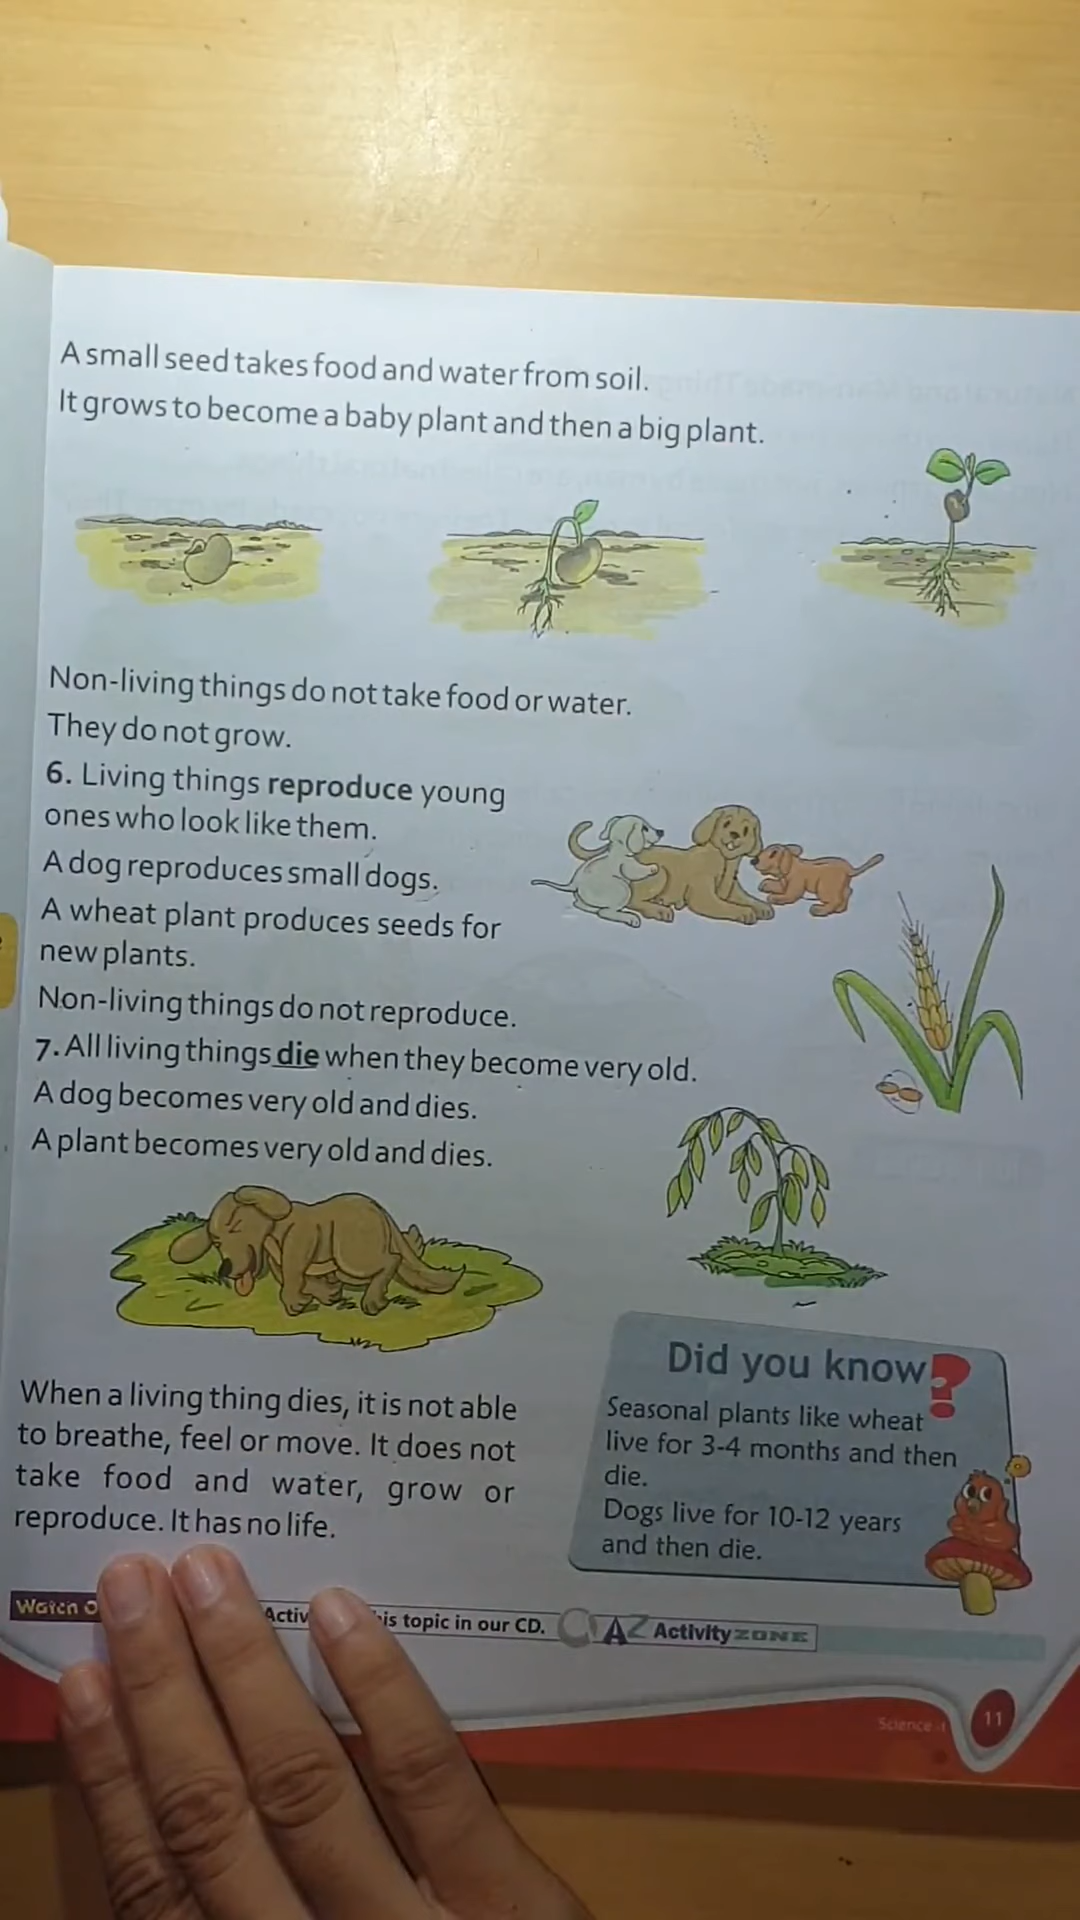 A small seed takes food and water from soil.
It grows to become a baby plant and then a big plant.
Non-living things do not take food or water.
They do not grow.
6. Living things reproduce young
ones who look like them.
A dog reproduces small dogs.
A wheat plant produces seeds for
new plants.
Non-living things do not reproduce.
7. All living things die when they become very old.
A dog becomes very old and dies.
A plant becomes very old and dies.
When a living thing dies, it is not able
to breathe, feel or move. It does not
take food and water, grow or
reproduce. It has no life.
Did you know?
Seasonal plants like wheat
live for 3-4 months and then
die.
Dogs live for 10-12 years
and then die.
Watch topic in our CD. AZ Activity ZONE
Science-1 11